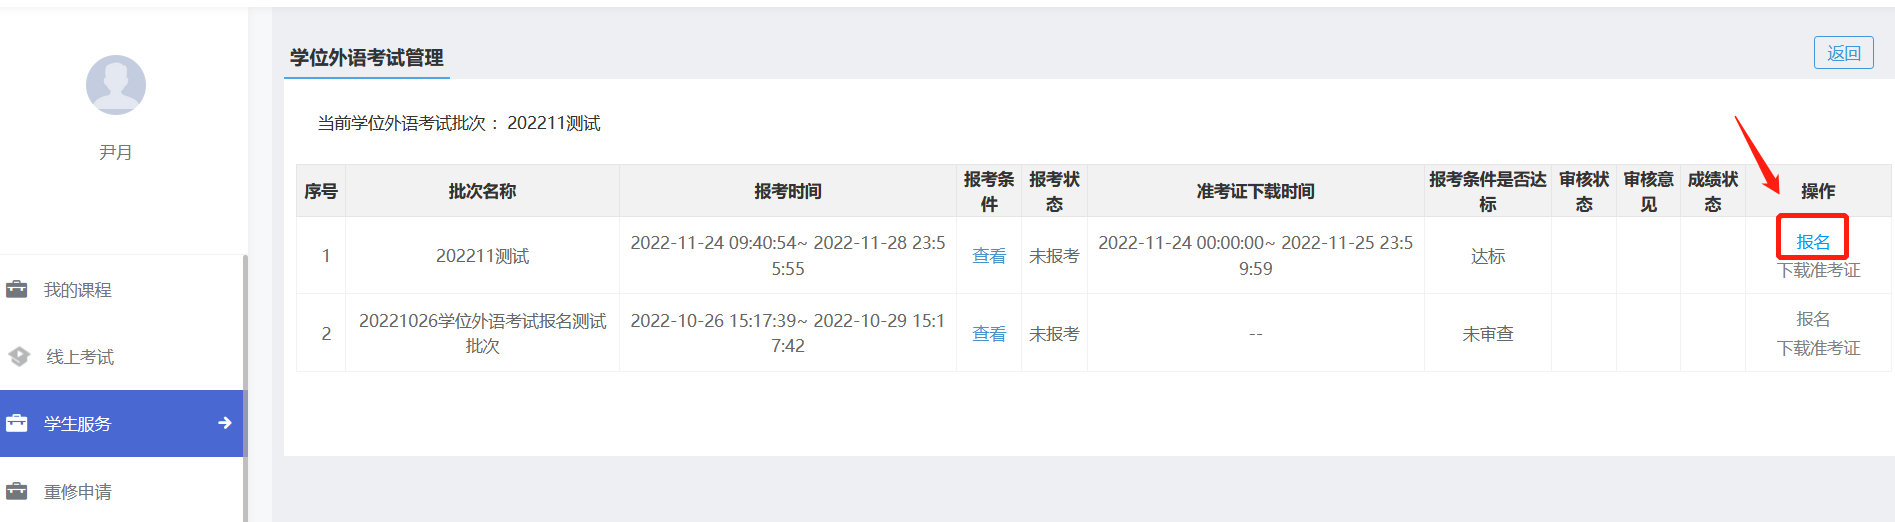 学位外语考试管理
返回
尹月
当前学位外语考试批次： 202211测试
序号 批次名称 报考时间 报考条件 报考状态 准考证下载时间 报考条件是否达标 审核状态 审核意见 成绩状态 操作
1 202211测试 2022-11-24 09:40:54~ 2022-11-28 23:55:55 查看 未报考 2022-11-24 00:00:00~ 2022-11-25 23:59:59 达标 报名
下载准考证
2 20221026学位外语考试报名测试批次 2022-10-26 15:17:39~ 2022-10-29 15:17:42 查看 未报考 -- 未审查 报名
下载准考证
我的课程
线上考试
学生服务
重修申请